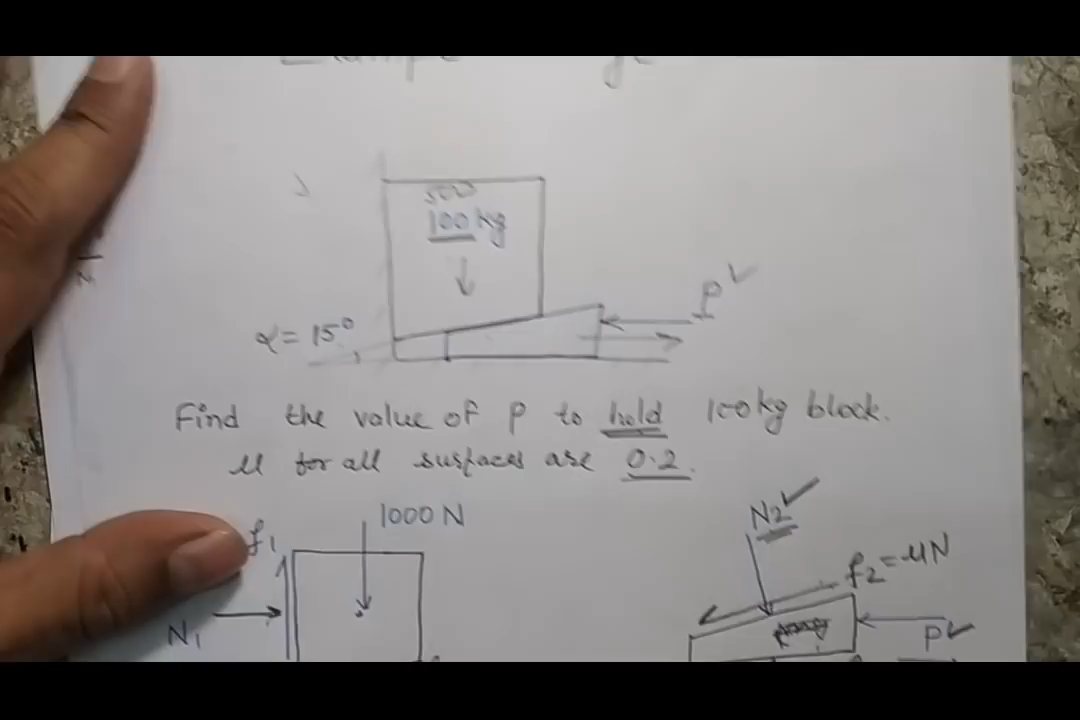 100 kg
P
α = 15°
Find the value of P to hold 100kg block.
μ for all surfaces are 0.2.
1000 N
f1
N1
N2
f2 = μN
P